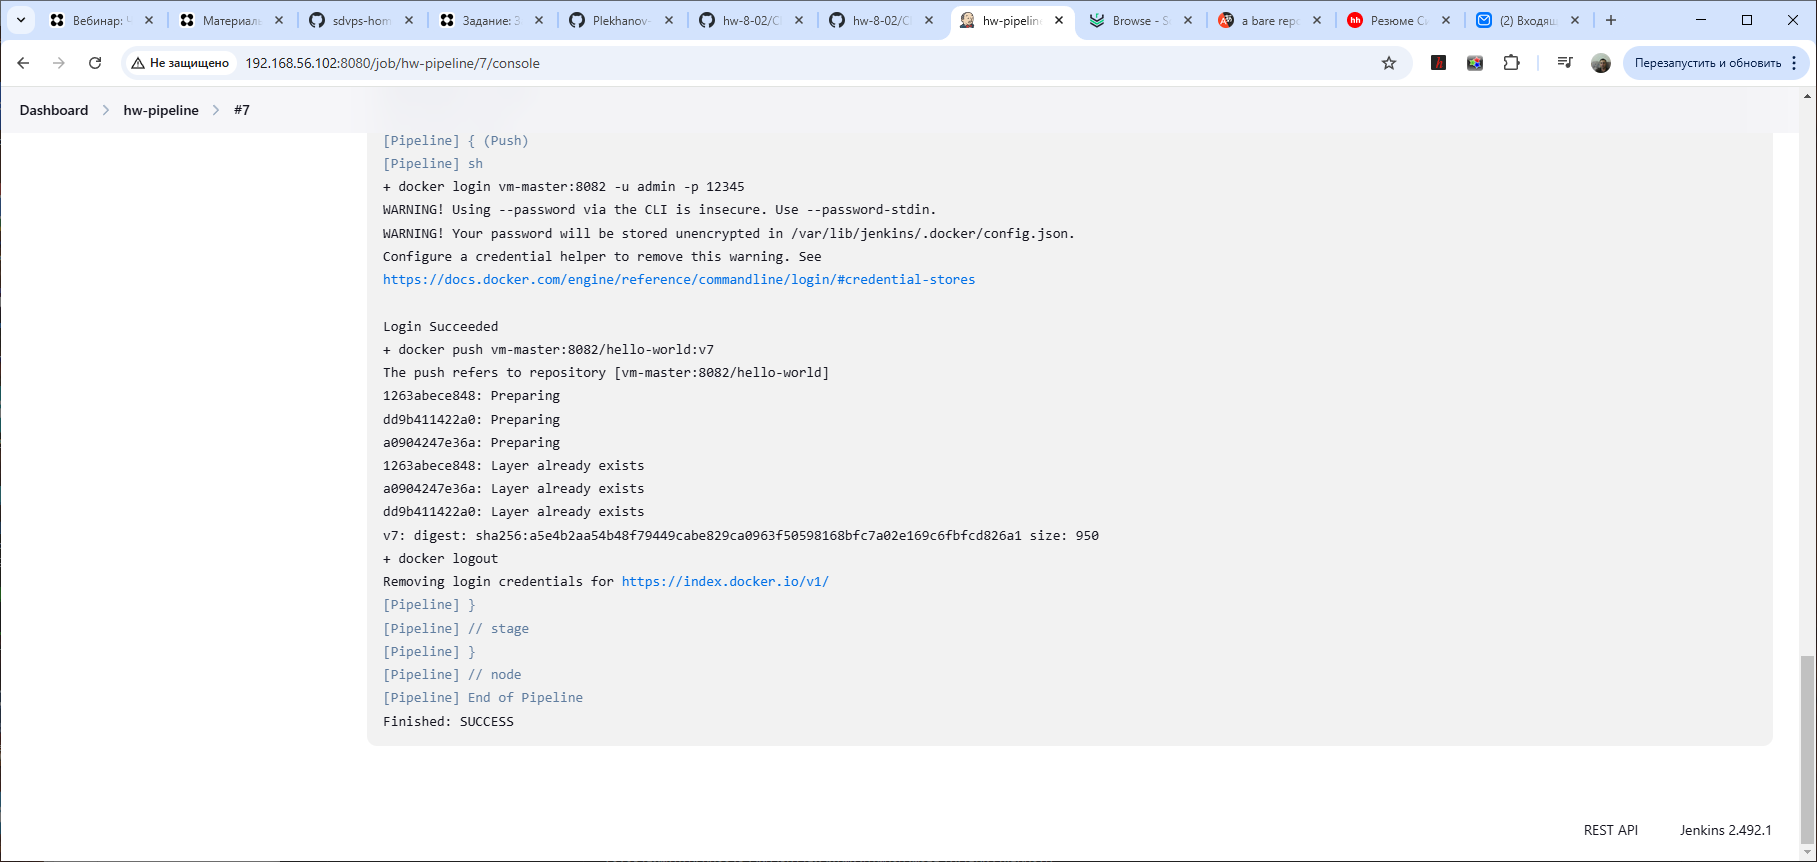 Вебинар: Ч
Материаль
sdvps-hom
Задание: З
Plekhanov-
hw-8-02/CI
hw-8-02/CI
hw-pipeline
Browse - S
a bare repo
hh
Резюме Си
(2) Входящ
Не защищено
192.168.56.102:8080/job/hw-pipeline/7/console
Перезапустить и обновить
Dashboard
hw-pipeline
#7
[Pipeline] { (Push)
[Pipeline] sh
+ docker login vm-master:8082 -u admin -p 12345
WARNING! Using --password via the CLI is insecure. Use --password-stdin.
WARNING! Your password will be stored unencrypted in /var/lib/jenkins/.docker/config.json.
Configure a credential helper to remove this warning. See
https://docs.docker.com/engine/reference/commandline/login/#credential-stores
Login Succeeded
+ docker push vm-master:8082/hello-world:v7
The push refers to repository [vm-master:8082/hello-world]
1263abece848: Preparing
dd9b411422a0: Preparing
a0904247e36a: Preparing
1263abece848: Layer already exists
a0904247e36a: Layer already exists
dd9b411422a0: Layer already exists
v7: digest: sha256:a5e4b2aa54b48f79449cabe829ca0963f50598168bfc7a02e169c6fbfcd826a1 size: 950
+ docker logout
Removing login credentials for https://index.docker.io/v1/
[Pipeline] }
[Pipeline] // stage
[Pipeline] }
[Pipeline] // node
[Pipeline] End of Pipeline
Finished: SUCCESS
REST API
Jenkins 2.492.1